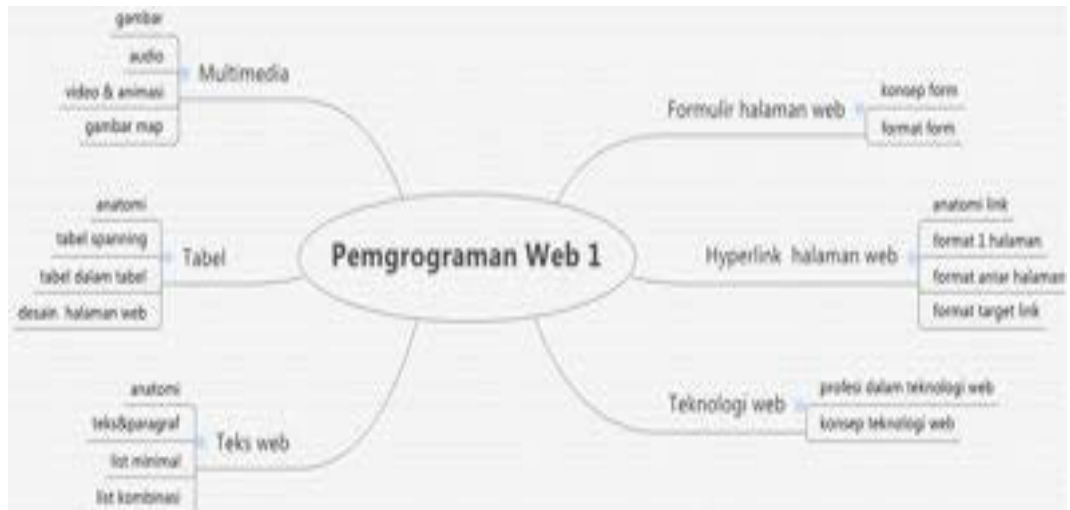 gambar
audio
video & animasi
gambar map
Multimedia
anatomi
tabel spanning
tabel dalam tabel
desain halaman web
Tabel
anatomi
teks&paragraf
list minimal
list kombinasi
Teks web
Pemgrograman Web 1
Formulir halaman web
konsep form
format form
Hyperlink halaman web
anatomi link
format 1 halaman
format antar halaman
format target link
Teknologi web
profesi dalam teknologi web
konsep teknologi web